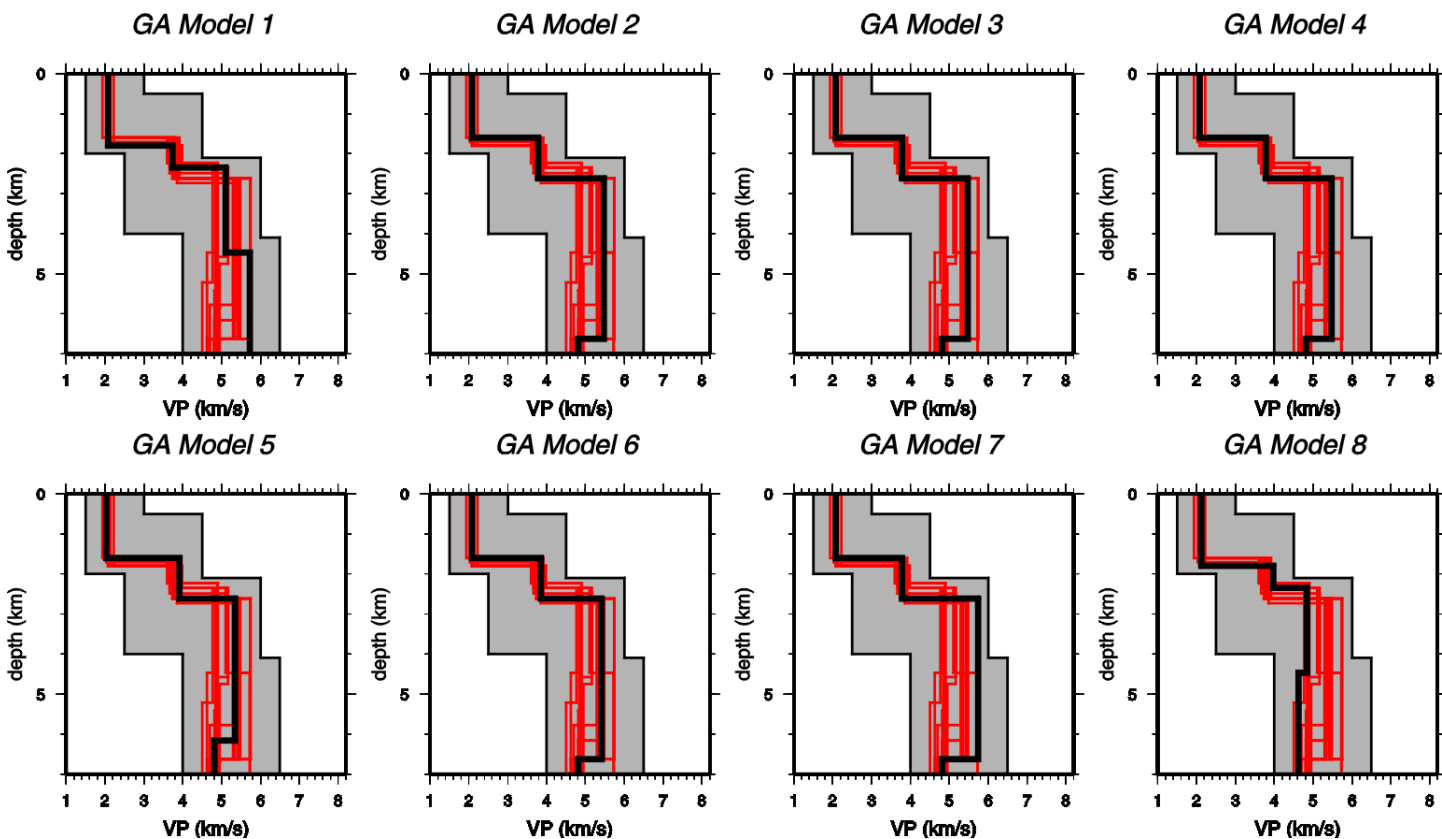 GA Model 1 GA Model 2 GA Model 3 GA Model 4
0 0 0 0
depth (km) depth (km) depth (km) depth (km)
5 5 5 5
1 2 3 4 5 6 7 8 1 2 3 4 5 6 7 8 1 2 3 4 5 6 7 8 1 2 3 4 5 6 7 8
VP (km/s) VP (km/s) VP (km/s) VP (km/s)
GA Model 5 GA Model 6 GA Model 7 GA Model 8
0 0 0 0
depth (km) depth (km) depth (km) depth (km)
5 5 5 5
1 2 3 4 5 6 7 8 1 2 3 4 5 6 7 8 1 2 3 4 5 6 7 8 1 2 3 4 5 6 7 8
VP (km/s) VP (km/s) VP (km/s) VP (km/s)